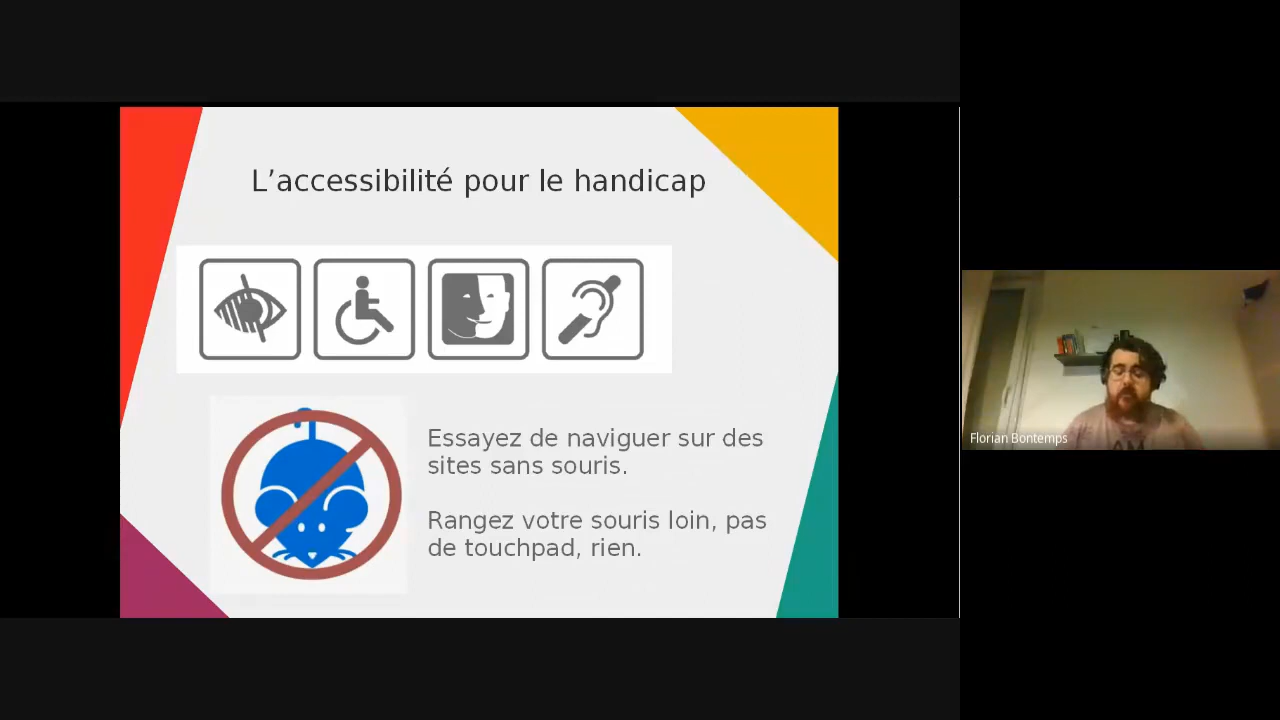 L’accessibilité pour le handicap
Essayez de naviguer sur des
sites sans souris.
Rangez votre souris loin, pas
de touchpad, rien.
Florian Bontemps
AM